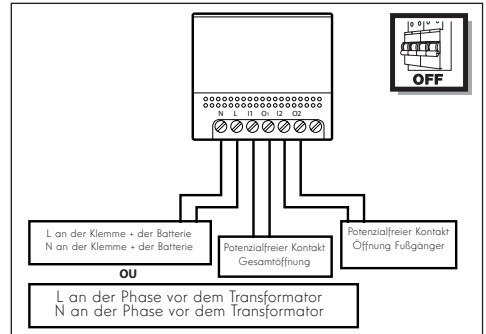 OFF
N L I1 O1 I2 O2
L an der Klemme + der Batterie
N an der Klemme + der Batterie
Potenzialfreier Kontakt
Gesamtöffnung
Potenzialfreier Kontakt
Öffnung Fußgänger
OU
L an der Phase vor dem Transformator
N an der Phase vor dem Transformator